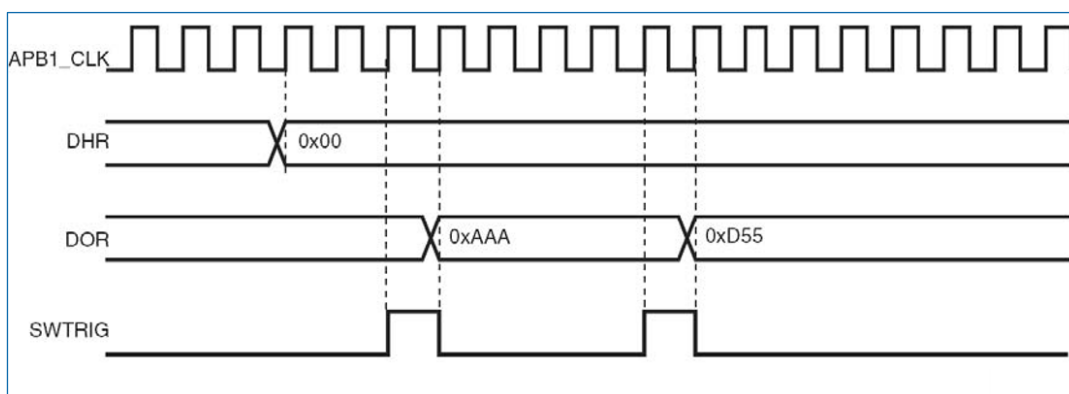 APB1_CLK
DHR
0x00
DOR
0xAAA
0xD55
SWTRIG